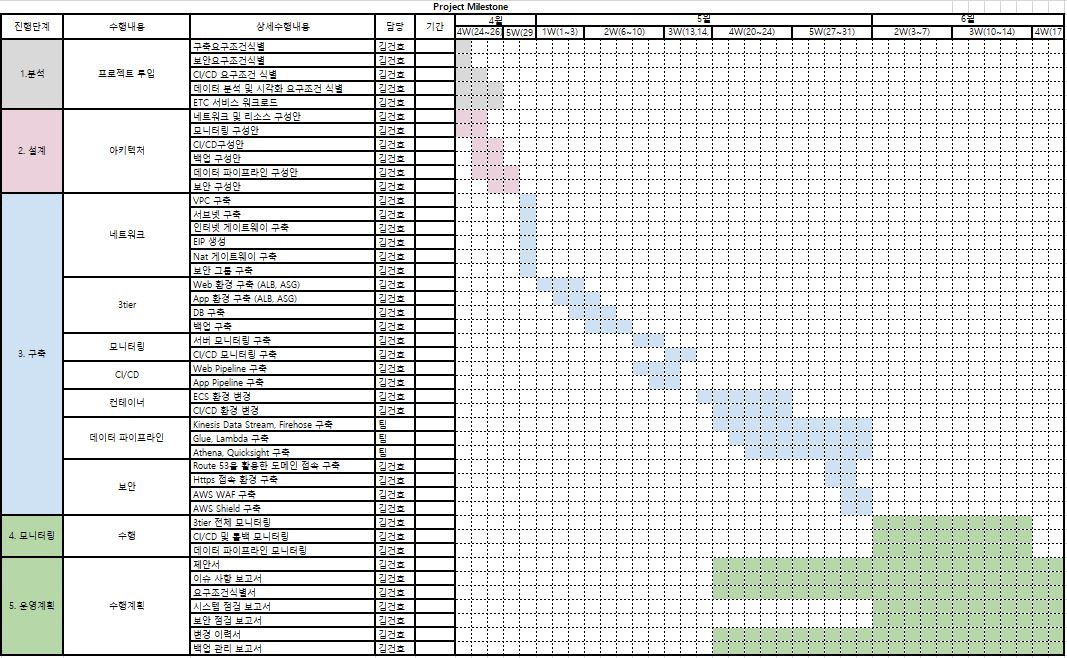 Project Milestone
진행단계 수행내용 상세수행내용 담당 기간 4월 5월 6월
4W(24~26) 5W(29 1W(1~3) 2W(6~10) 3W(13,14, 4W(20~24) 5W(27~31) 2W(3~7) 3W(10~14) 4W(17
1.분석 프로젝트 투입 구축요구조건식별 김건호
보안요구조건식별 김건호
CI/CD 요구조건 식별 김건호
데이터 분석 및 시각화 요구조건 식별 김건호
ETC 서비스 워크로드 김건호
2. 설계 아키텍처 네트워크 및 리소스 구성안 김건호
모니터링 구성안 김건호
CI/CD구성안 김건호
백업 구성안 김건호
데이터 파이프라인 구성안 김건호
보안 구성안 김건호
3. 구축 네트워크 VPC 구축 김건호
서브넷 구축 김건호
인터넷 게이트웨이 구축 김건호
EIP 생성 김건호
Nat 게이트웨이 구축 김건호
보안 그룹 구축 김건호
3tier Web 환경 구축 (ALB, ASG) 김건호
App 환경 구축 (ALB, ASG) 김건호
DB 구축 김건호
백업 구축 김건호
모니터링 서버 모니터링 구축 김건호
CI/CD 모니터링 구축 김건호
CI/CD Web Pipeline 구축 김건호
App Pipeline 구축 김건호
컨테이너 ECS 환경 변경 김건호
CI/CD 환경 변경 김건호
데이터 파이프라인 Kinesis Data Stream, Firehose 구축 팀
Glue, Lambda 구축 팀
Athena, Quicksight 구축 팀
보안 Route 53을 활용한 도메인 접속 구축 김건호
Https 접속 환경 구축 김건호
AWS WAF 구축 김건호
AWS Shield 구축 김건호
4. 모니터링 수행 3tier 전체 모니터링 김건호
CI/CD 및 롤백 모니터링 김건호
데이터 파이프라인 모니터링 김건호
5. 운영계획 수행계획 제안서 김건호
이슈 사항 보고서 김건호
요구조건식별서 김건호
시스템 점검 보고서 김건호
보안 점검 보고서 김건호
변경 이력서 김건호
백업 관리 보고서 김건호